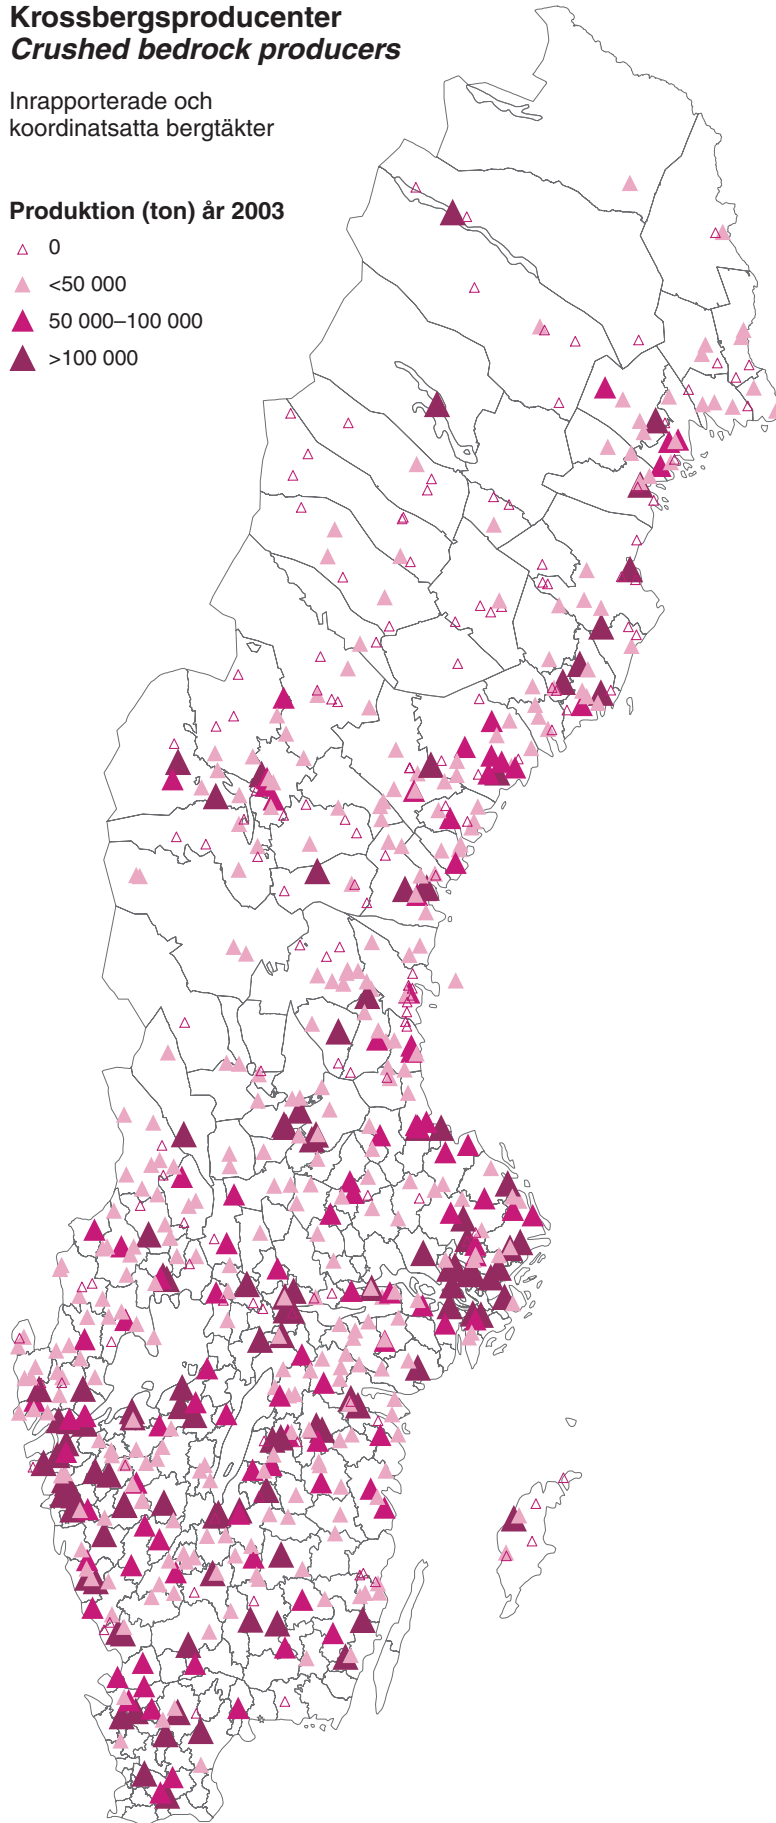 Krossbergsproducenter
Crushed bedrock producers
Inrapporterade och
koordinatsatta bergtäkter
Produktion (ton) år 2003
0
<50 000
50 000–100 000
>100 000